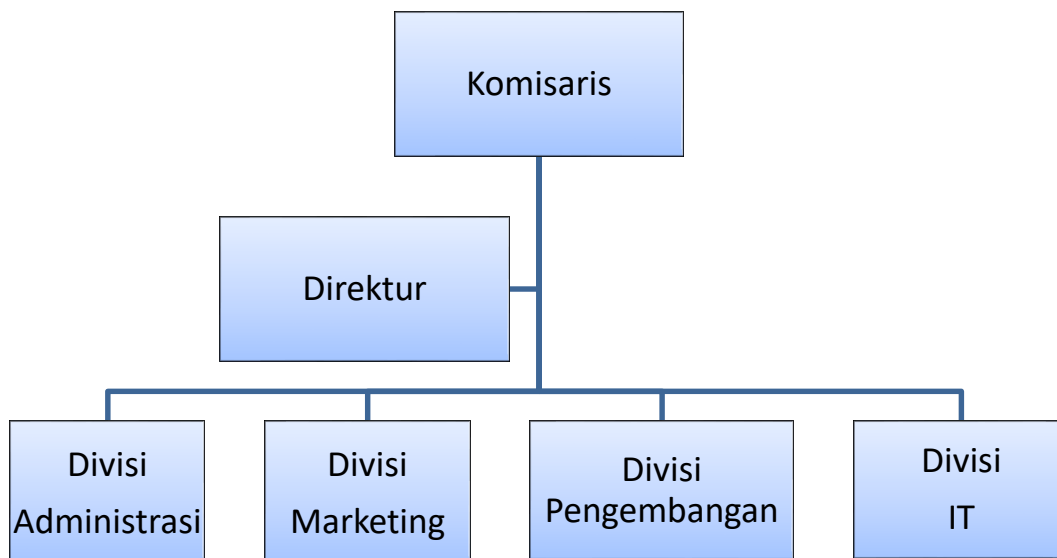 Komisaris
Direktur
Divisi
Administrasi
Divisi
Marketing
Divisi
Pengembangan
Divisi
IT